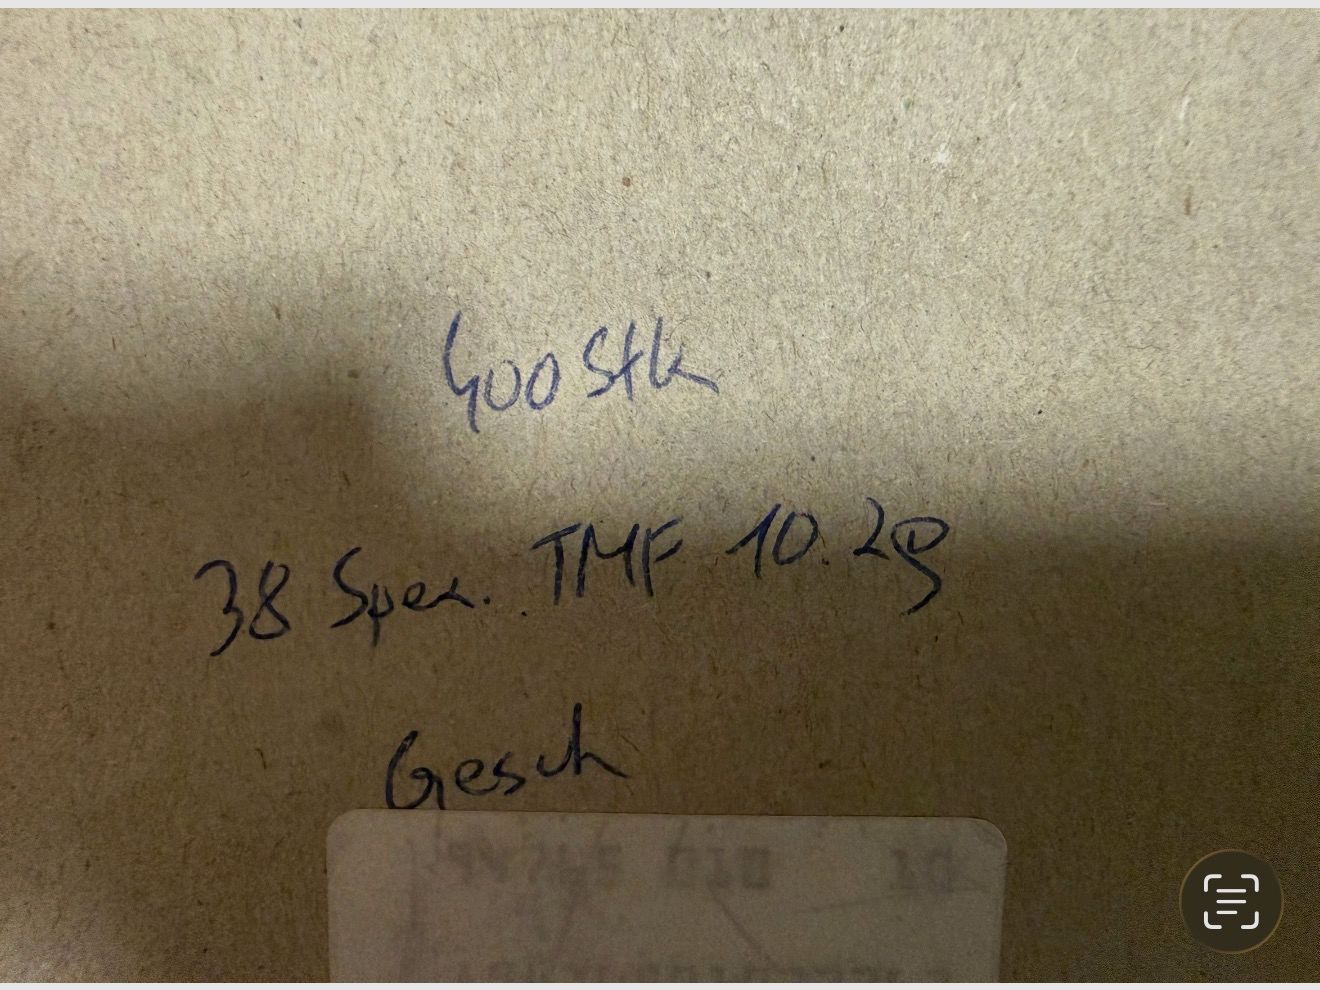 400 Stk
38 Spez. TMF 10.2g
Gesch